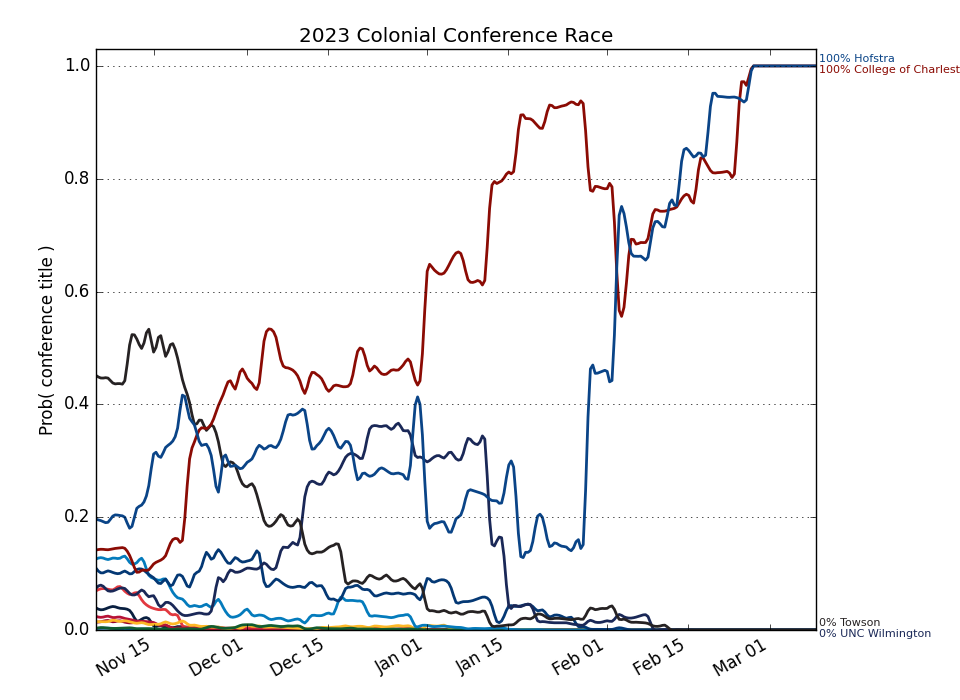 2023 Colonial Conference Race
Prob( conference title )
1.0
0.8
0.6
0.4
0.2
0.0
Nov 15
Dec 01
Dec 15
Jan 01
Jan 15
Feb 01
Feb 15
Mar 01
100% Hofstra
100% College of Charlest
0% Towson
0% UNC Wilmington